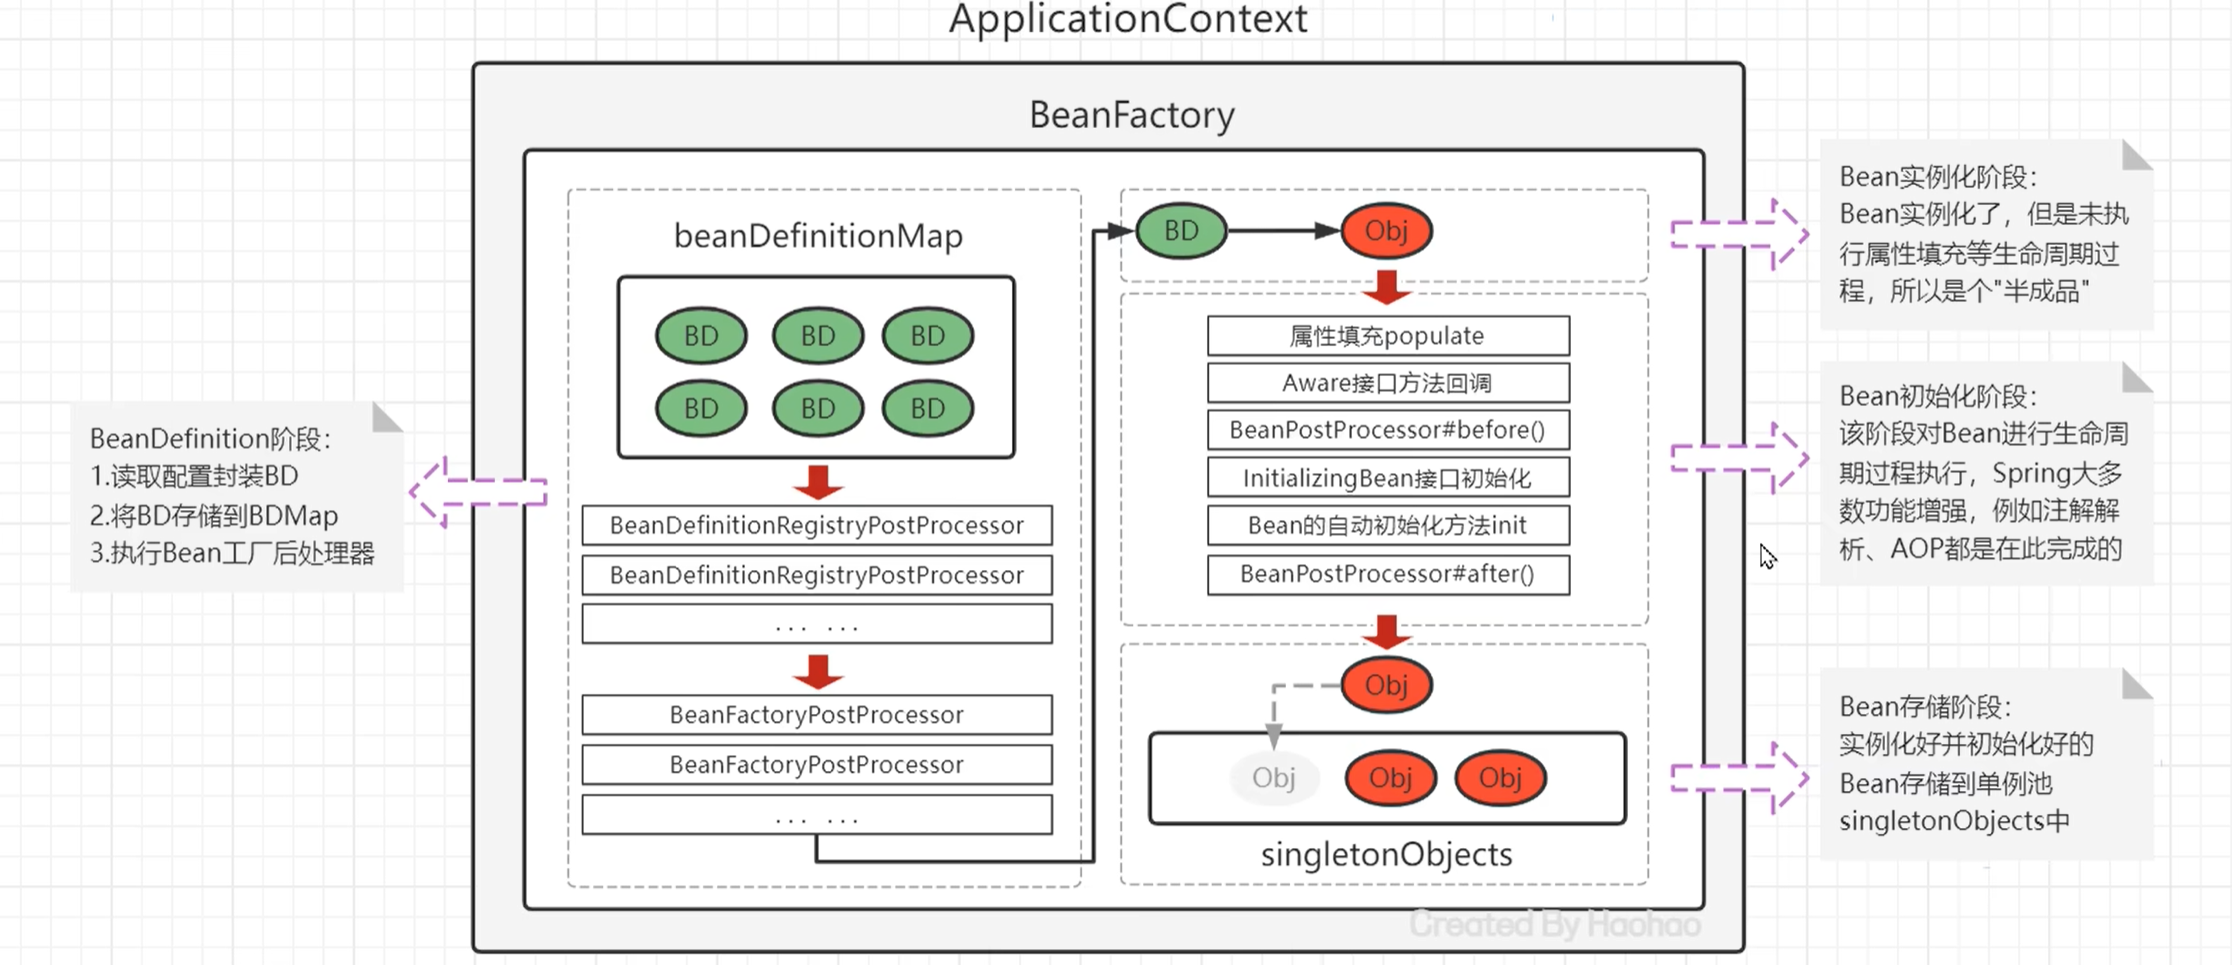 ApplicationContext
BeanFactory
beanDefinitionMap
BD
BD
BD
BD
BD
BD
BeanDefinitionRegistryPostProcessor
BeanDefinitionRegistryPostProcessor
... ...
BeanFactoryPostProcessor
BeanFactoryPostProcessor
... ...
BeanDefinition阶段：
1.读取配置封装BD
2.将BD存储到BDMap
3.执行Bean工厂后处理器
BD
Obj
属性填充populate
Aware接口方法回调
BeanPostProcessor#before()
InitializingBean接口初始化
Bean的自动初始化方法init
BeanPostProcessor#after()
Obj
Obj
Obj
Obj
singletonObjects
Bean实例化阶段：
Bean实例化了，但是未执
行属性填充等生命周期过
程，所以是个"半成品"
Bean初始化阶段：
该阶段对Bean进行生命周
期过程执行，Spring大多
数功能增强，例如注解解
析、AOP都是在此完成的
Bean存储阶段：
实例化好并初始化好的
Bean存储到单例池
singletonObjects中
Created By Haohao